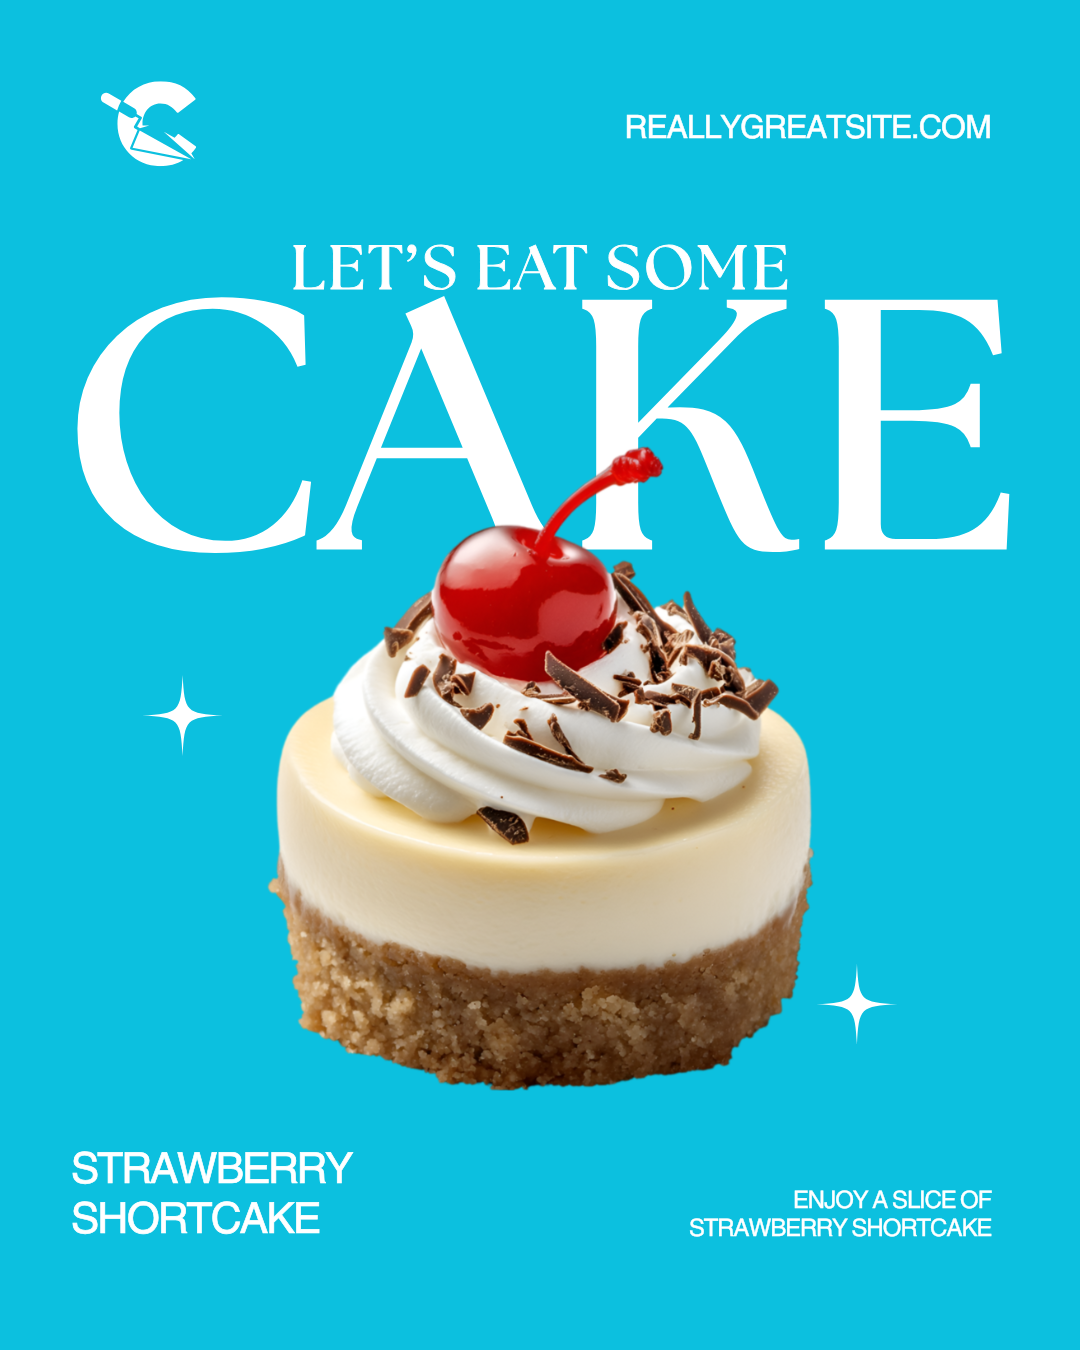 REALLYGREATSITE.COM
LET'S EAT SOME
CAKE
STRAWBERRY
SHORTCAKE
ENJOY A SLICE OF
STRAWBERRY SHORTCAKE